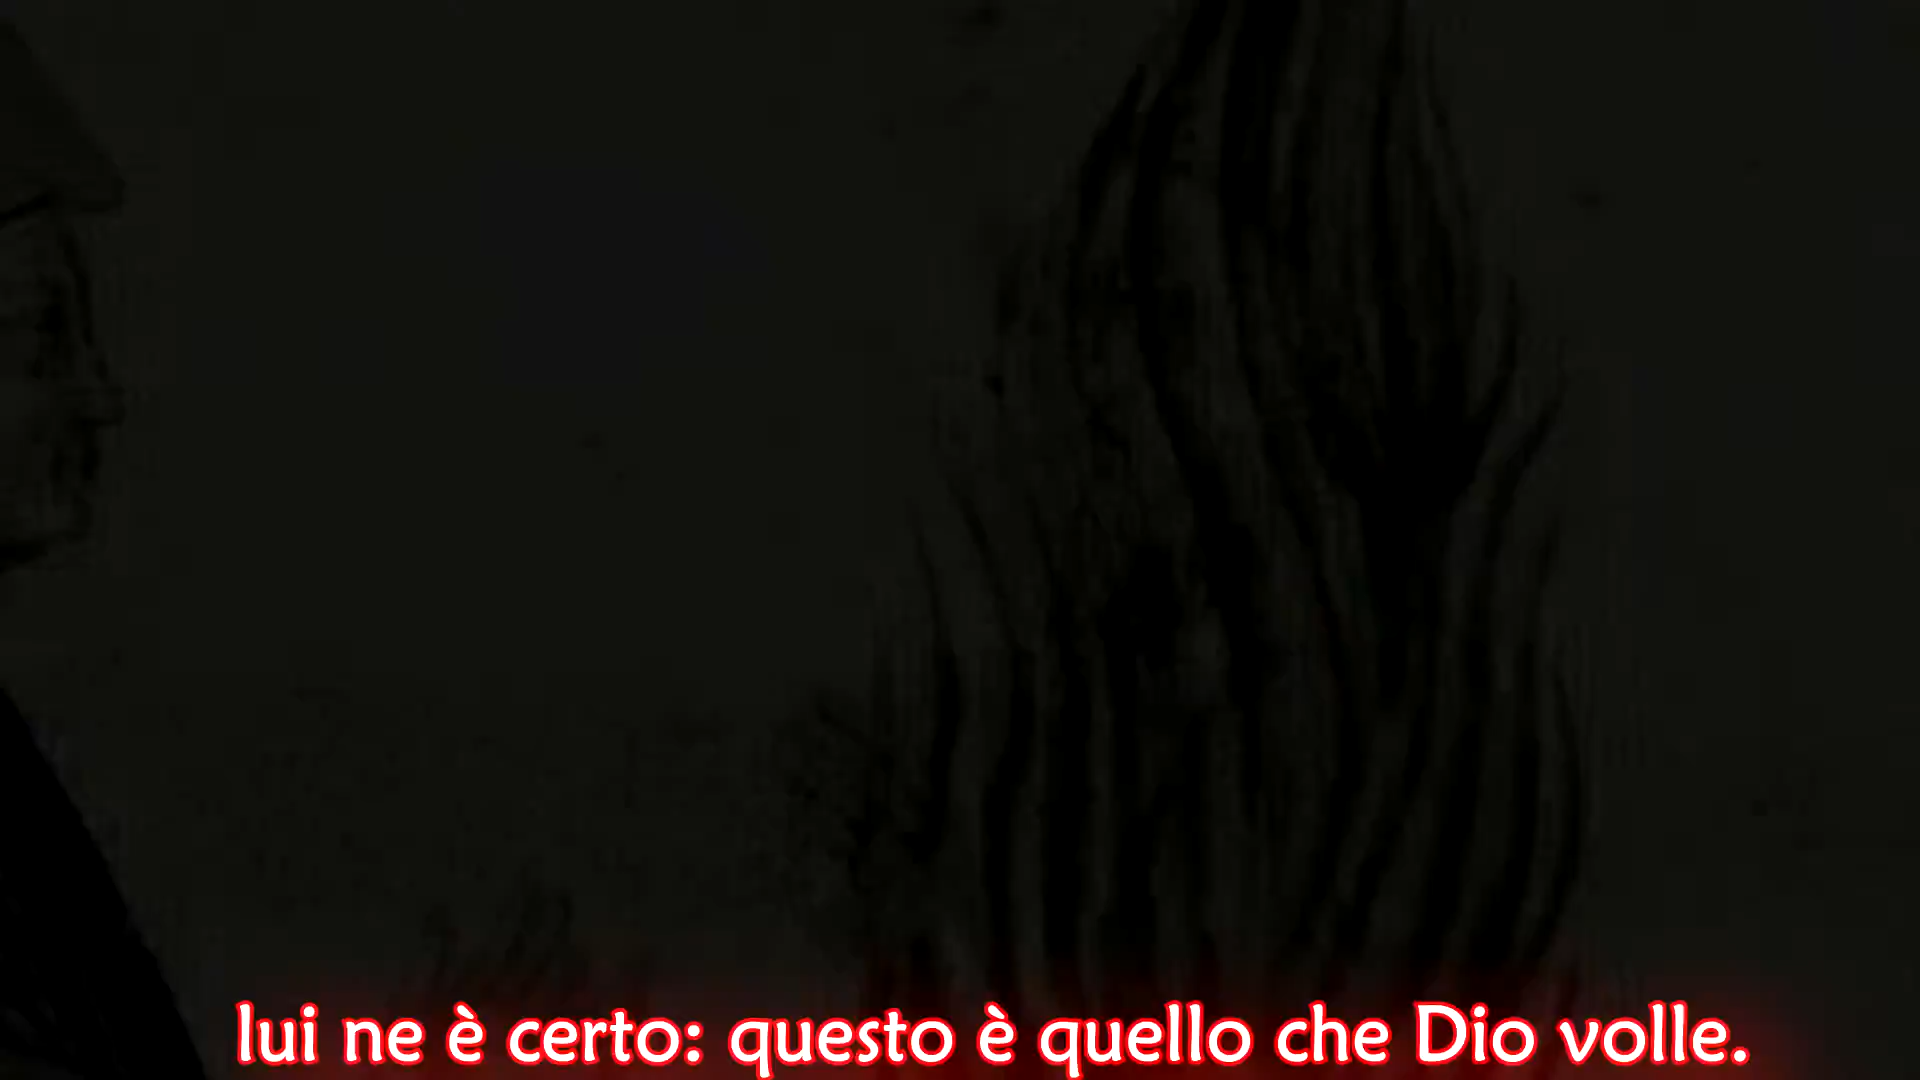 lui ne è certo: questo è quello che Dio volle.